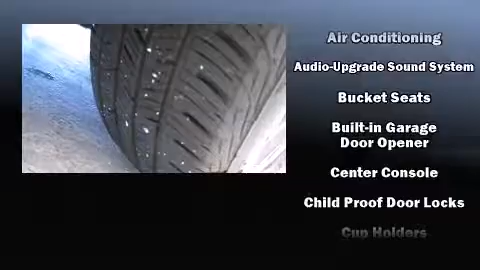 Air Conditioning
Audio-Upgrade Sound System
Bucket Seats
Built-in Garage
Door Opener
Center Console
Child Proof Door Locks
Cup Holders